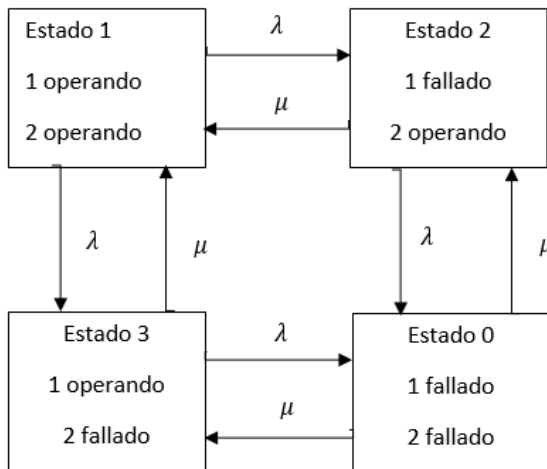 Estado 1
1 operando
2 operando
λ
μ
Estado 2
1 fallado
2 operando
λ
μ
λ
μ
Estado 3
1 operando
2 fallado
λ
μ
Estado 0
1 fallado
2 fallado